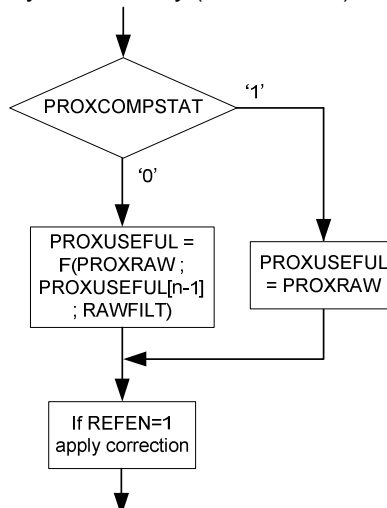 PROXCOMPSTAT
‘1’
‘0’
PROXUSEFUL =
F(PROXRAW ;
PROXUSEFUL[n-1]
; RAWFILT)
PROXUSEFUL
= PROXRAW
If REFEN=1
apply correction